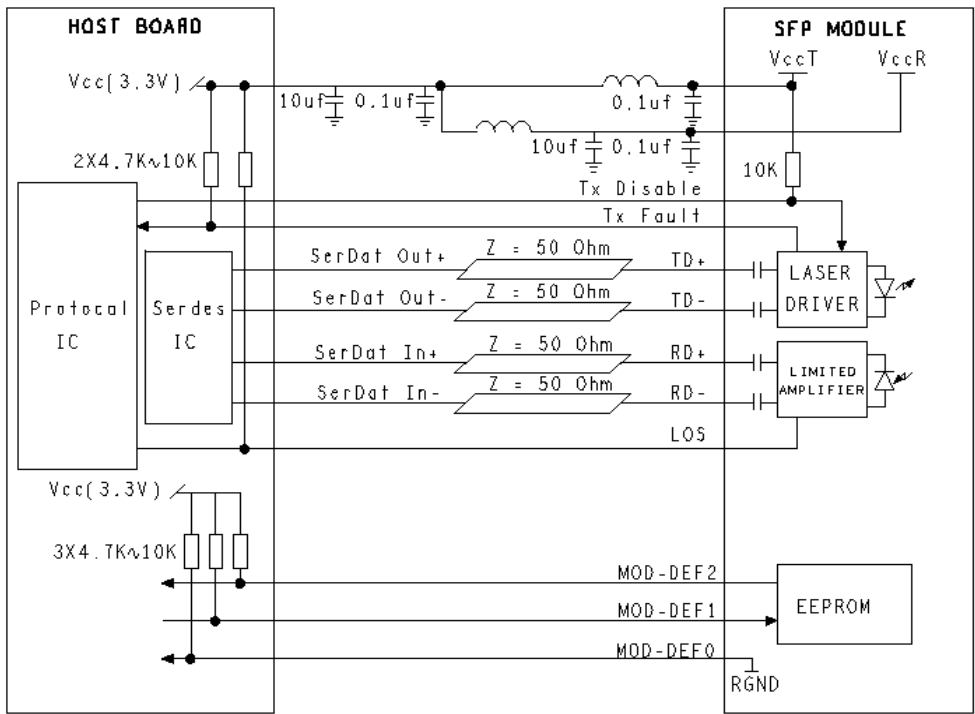 HOST BOARD
SFP MODULE
VccT VccR
Vcc(3.3V)
10uf 0.1uf 0.1uf
10uf 0.1uf
2X4.7K~10K
10K
Tx Disable
Tx Fault
SerDat Out+ Z = 50 Ohm TD+
SerDat Out- Z = 50 Ohm TD-
LASER
DRIVER
Protocal
IC
Serdes
IC
SerDat In+ Z = 50 Ohm RD+
SerDat In- Z = 50 Ohm RD-
LIMITED
AMPLIFIER
LOS
Vcc(3.3V)
3X4.7K~10K
MOD-DEF2
MOD-DEF1
EEPROM
MOD-DEF0
RGND